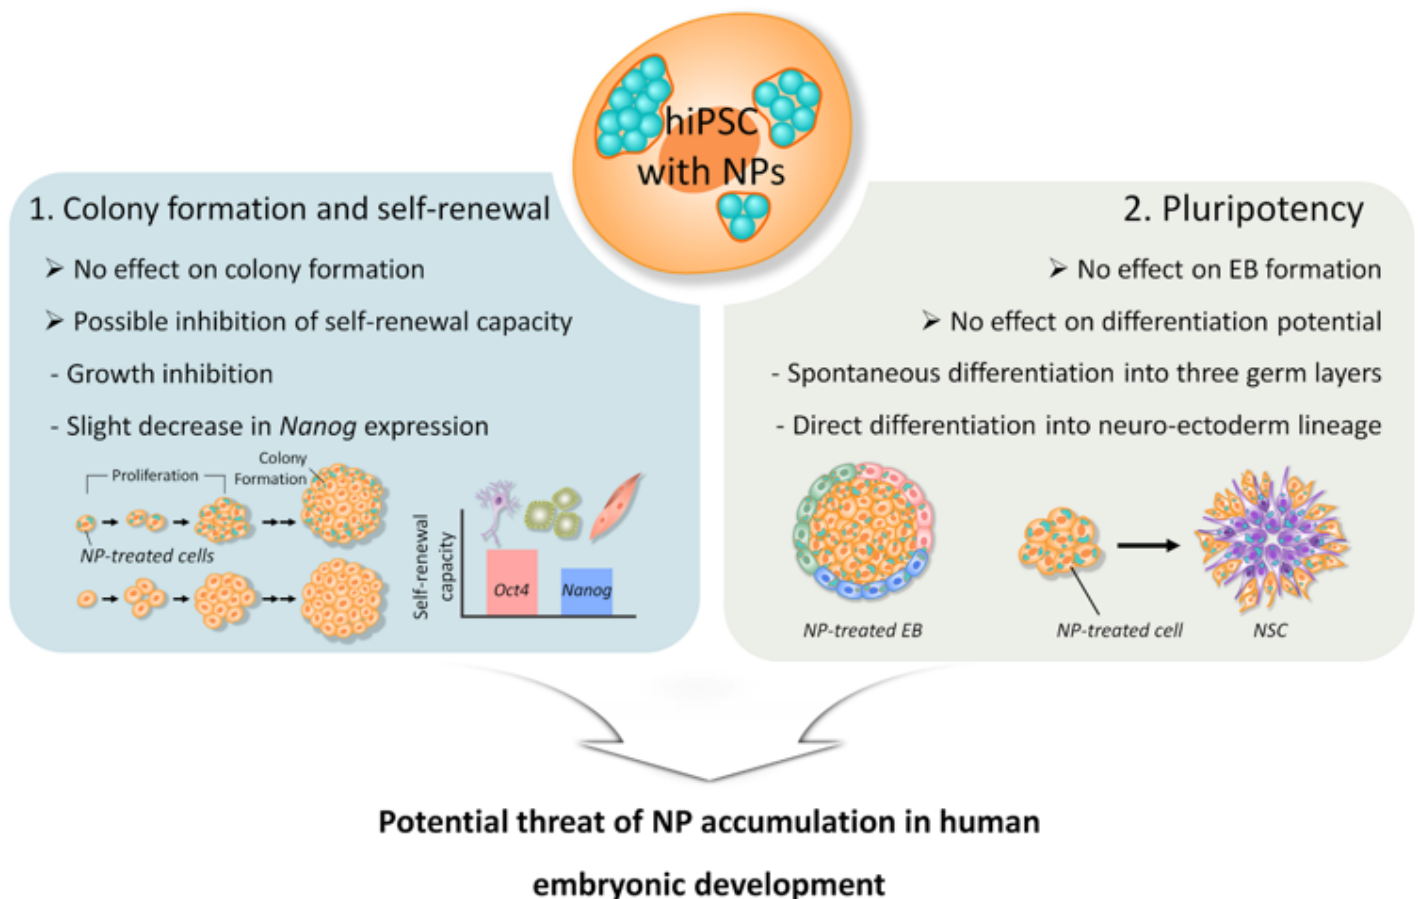 hiPSC
with NPs
1. Colony formation and self-renewal
➤ No effect on colony formation
➤ Possible inhibition of self-renewal capacity
- Growth inhibition
- Slight decrease in Nanog expression
Proliferation
Colony
Formation
NP-treated cells
Self-renewal
capacity
Oct4
Nanog
2. Pluripotency
➤ No effect on EB formation
➤ No effect on differentiation potential
- Spontaneous differentiation into three germ layers
- Direct differentiation into neuro-ectoderm lineage
NP-treated EB
NP-treated cell
NSC
Potential threat of NP accumulation in human
embryonic development